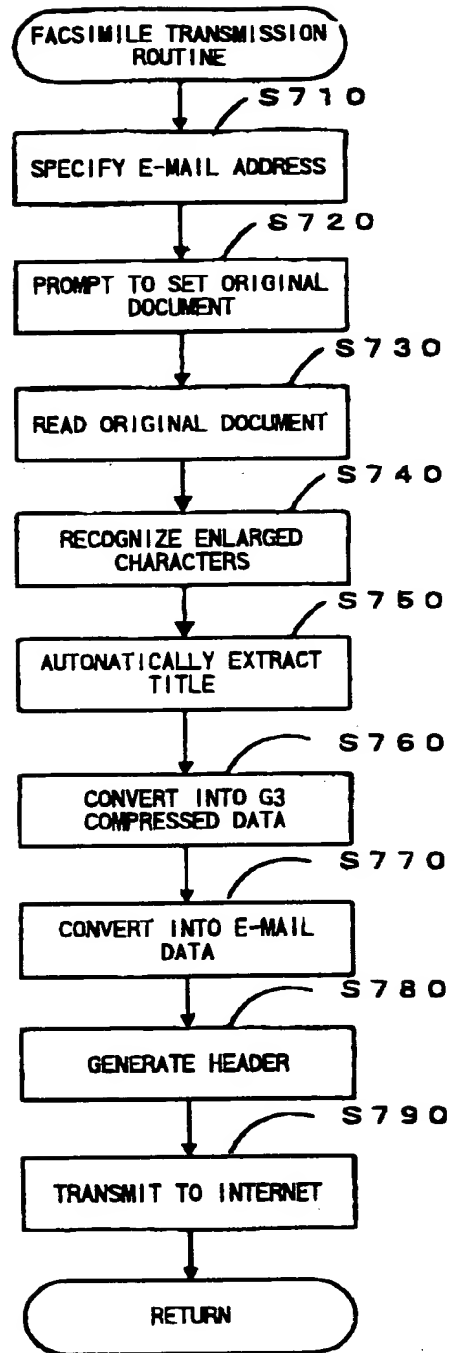 FACSIMILE TRANSMISSION
ROUTINE
S710
SPECIFY E-MAIL ADDRESS
S720
PROMPT TO SET ORIGINAL
DOCUMENT
S730
READ ORIGINAL DOCUMENT
S740
RECOGNIZE ENLARGED
CHARACTERS
S750
AUTONATICALLY EXTRACT
TITLE
S760
CONVERT INTO G3
COMPRESSED DATA
S770
CONVERT INTO E-MAIL
DATA
S780
GENERATE HEADER
S790
TRANSMIT TO INTERNET
RETURN